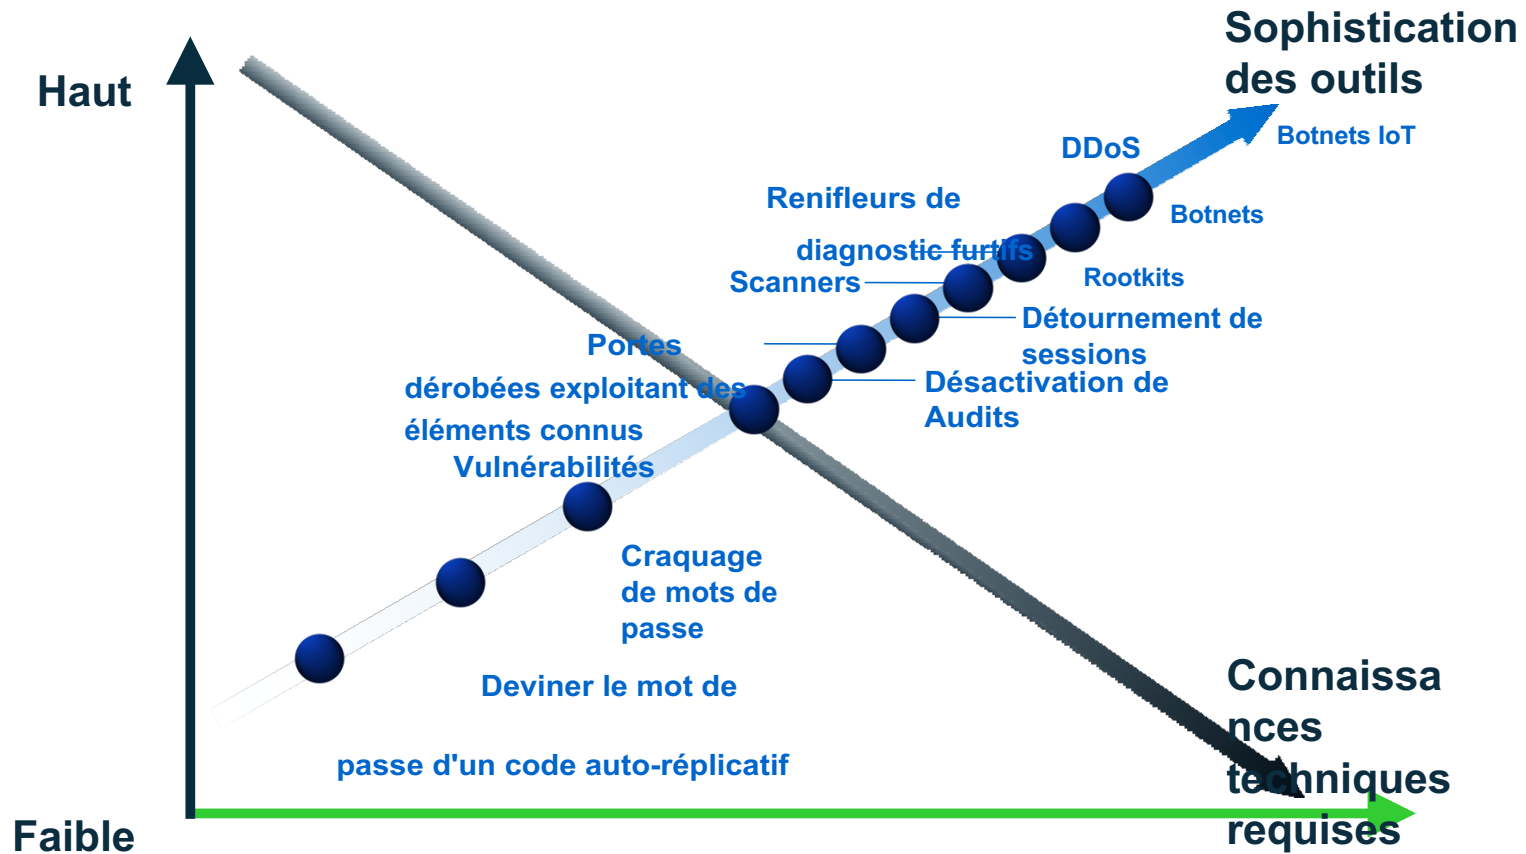 Sophistication
des outils
Haut
Botnets IoT
DDoS
Renifleurs de
Botnets
diagnostic furtifs
Scanners
Rootkits
Détournement de
sessions
Portes
dérobées exploitant des
éléments connus
Vulnérabilités
Désactivation de
Audits
Craquage
de mots de
passe
Deviner le mot de
passe d'un code auto-réplicatif
Connaissa
nces
techniques
requises
Faible